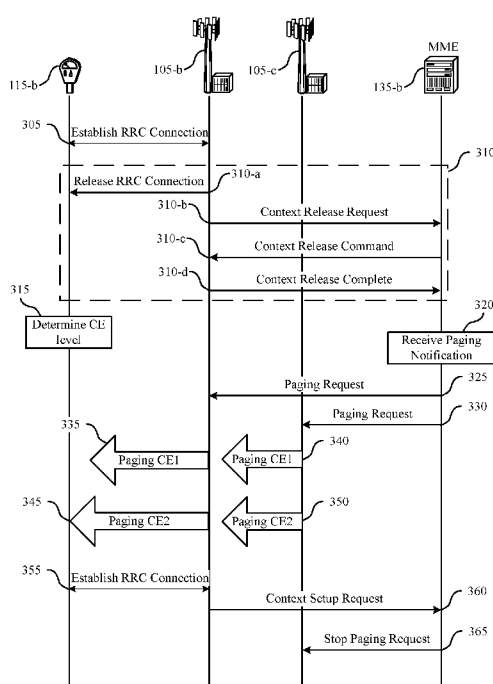 MME
115-b
105-b
105-c
135-b
305
Establish RRC Connection
310
Release RRC Connection
310-a
310-b
Context Release Request
310-c
Context Release Command
310-d
Context Release Complete
315
Determine CE
level
320
Receive Paging
Notification
Paging Request
325
Paging Request
330
335
Paging CE1
Paging CE1
340
345
Paging CE2
Paging CE2
350
355
Establish RRC Connection
Context Setup Request
360
Stop Paging Request
365